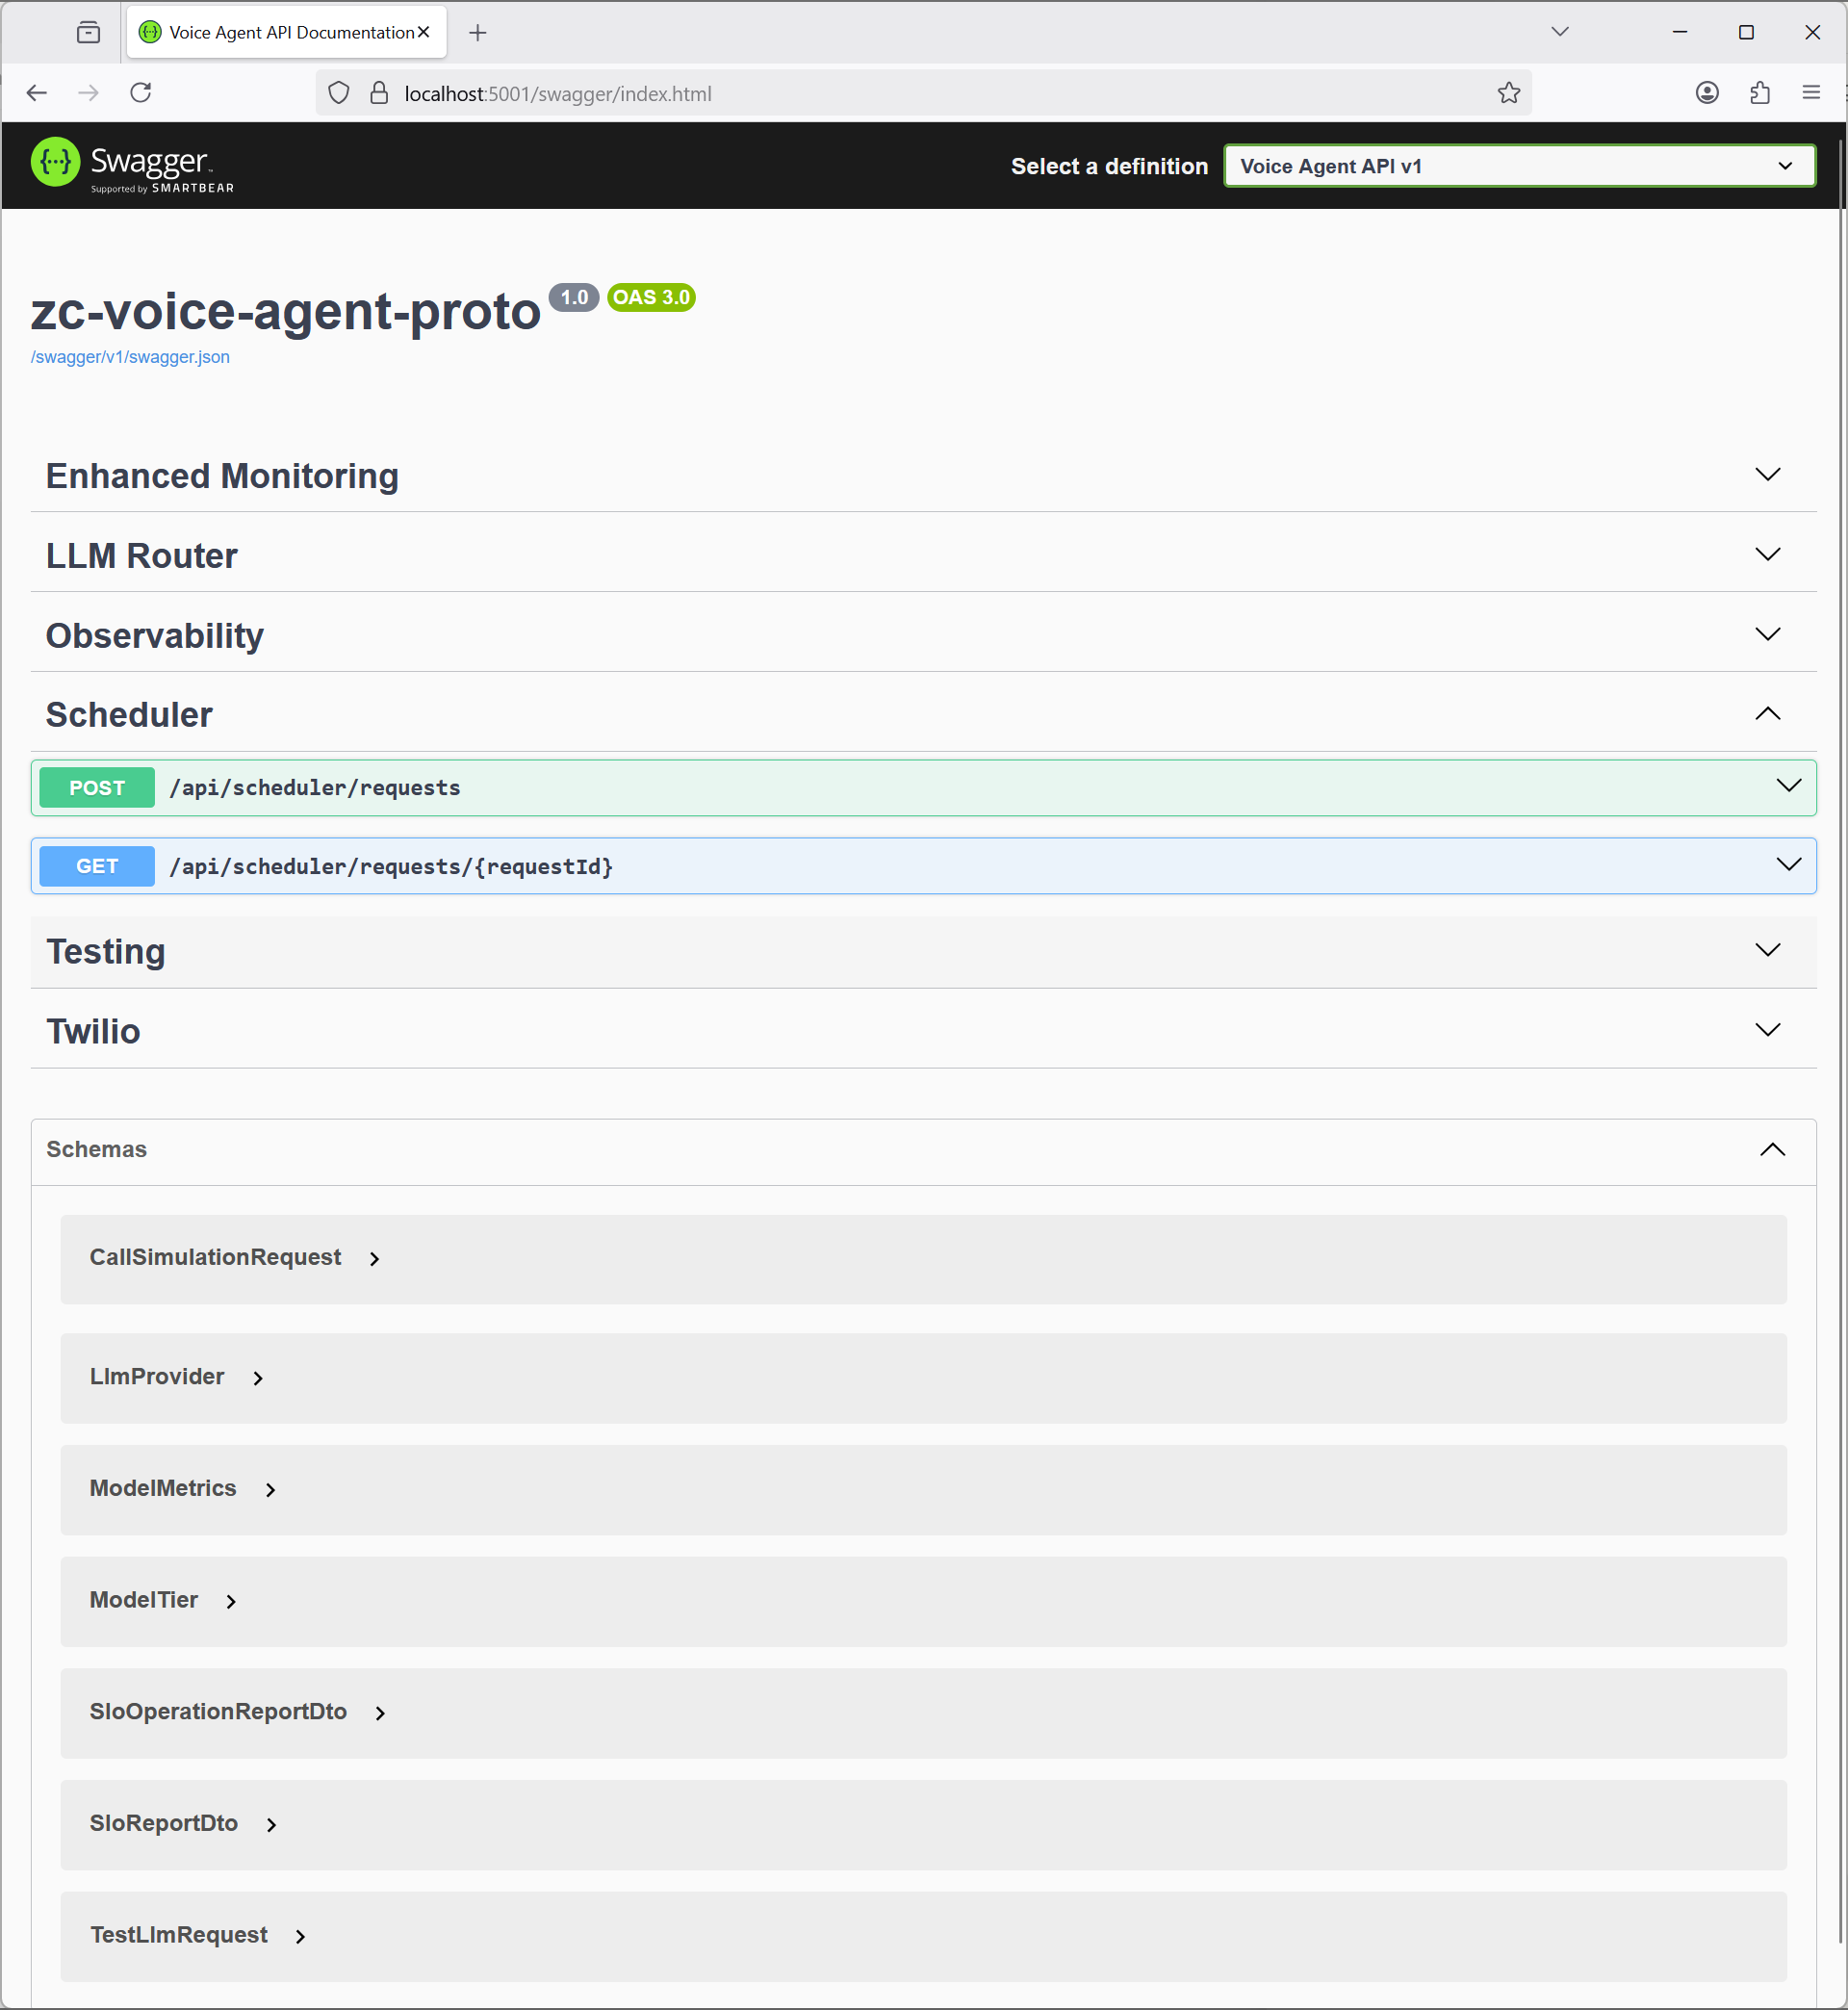 Voice Agent API Documentation
localhost:5001/swagger/index.html
Swagger
Supported by SMARTBEAR
Select a definition
Voice Agent API v1
zc-voice-agent-proto 1.0 OAS 3.0
/swagger/v1/swagger.json
Enhanced Monitoring
LLM Router
Observability
Scheduler
POST /api/scheduler/requests
GET /api/scheduler/requests/{requestId}
Testing
Twilio
Schemas
CallSimulationRequest
LlmProvider
ModelMetrics
ModelTier
SloOperationReportDto
SloReportDto
TestLlmRequest